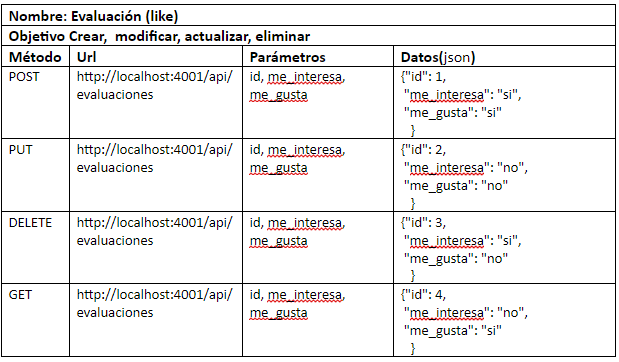 Nombre: Evaluación (like)
Objetivo Crear,  modificar, actualizar, eliminar
Método Url Parámetros Datos(json)
POST http://localhost:4001/api/ id, me_interesa, {"id": 1,
evaluaciones me_gusta "me_interesa": "si",
"me_gusta": "si"
}
PUT http://localhost:4001/api/ id, me_interesa, {"id": 2,
evaluaciones me_gusta "me_interesa": "no",
"me_gusta": "no"
}
DELETE http://localhost:4001/api/ id, me_interesa, {"id": 3,
evaluaciones me_gusta "me_interesa": "si",
"me_gusta": "no"
}
GET http://localhost:4001/api/ id, me_interesa, {"id": 4,
evaluaciones me_gusta "me_interesa": "no",
"me_gusta": "si"
}